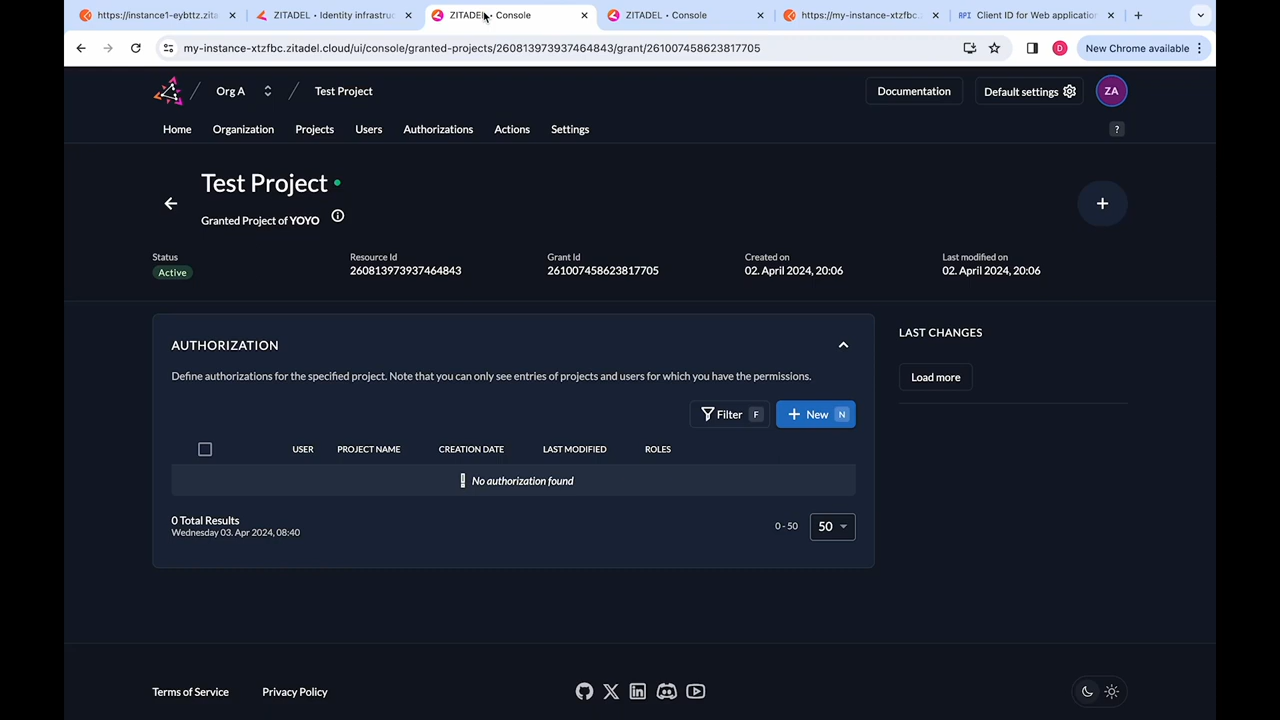 https://instance1-eybttz.zita
ZITADEL • Identity infrastruc
ZITADEL • Console
ZITADEL • Console
https://my-instance-xtzfbc.
API Client ID for Web application
my-instance-xtzfbc.zitadel.cloud/ui/console/granted-projects/260813973937464843/grant/261007458623817705
D
New Chrome available
Org A
Test Project
Documentation
Default settings
ZA
Home
Organization
Projects
Users
Authorizations
Actions
Settings
?
Test Project
Granted Project of YOYO
Status
Resource Id
Grant Id
Created on
Last modified on
Active
260813973937464843
261007458623817705
02. April 2024, 20:06
02. April 2024, 20:06
AUTHORIZATION
LAST CHANGES
Define authorizations for the specified project. Note that you can only see entries of projects and users for which you have the permissions.
Load more
Filter F
New N
USER
PROJECT NAME
CREATION DATE
LAST MODIFIED
ROLES
No authorization found
0 Total Results
Wednesday 03. Apr 2024, 08:40
0 - 50
50
Terms of Service
Privacy Policy